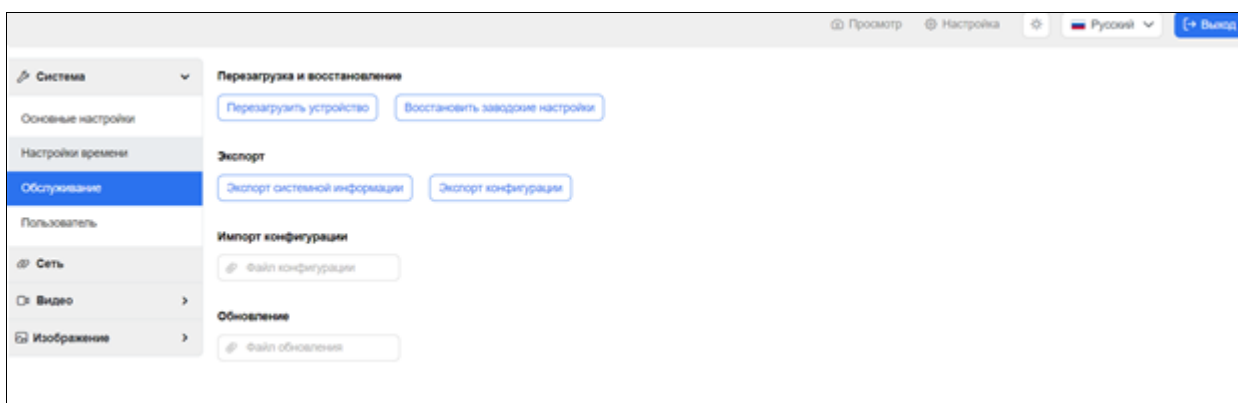 Просмотр Настройка Русский Выход
Система
Основные настройки
Настройки времени
Обслуживание
Пользователь
Сеть
Видео
Изображение
Перезагрузка и восстановление
Перезагрузить устройство Восстановить заводские настройки
Экспорт
Экспорт системной информации Экспорт конфигурации
Импорт конфигурации
Файл конфигурации
Обновление
Файл обновления